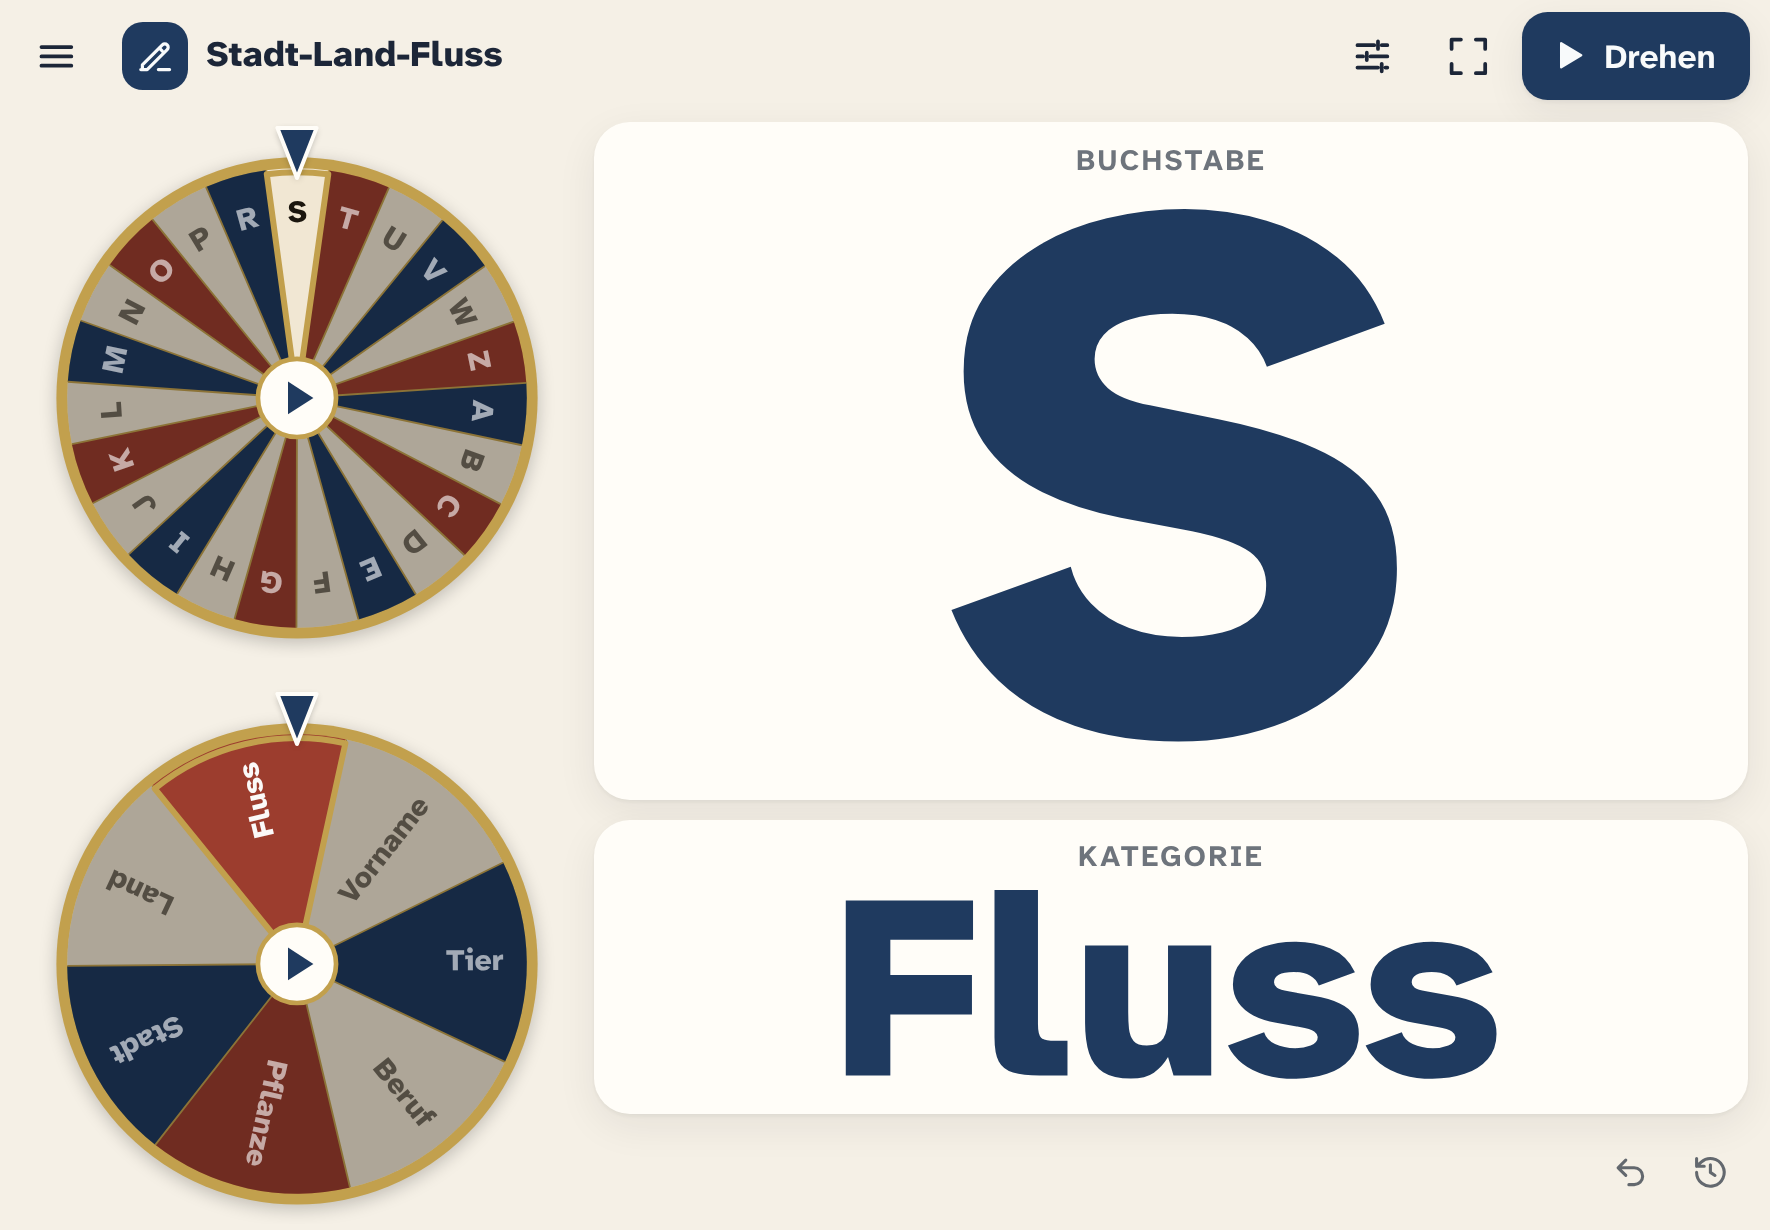 Stadt-Land-Fluss
Drehen
BUCHSTABE
S
S
T
U
V
W
Z
A
B
C
D
E
F
G
H
I
J
K
L
M
N
O
P
R
KATEGORIE
Fluss
Fluss
Vorname
Tier
Beruf
Pflanze
Stadt
Land